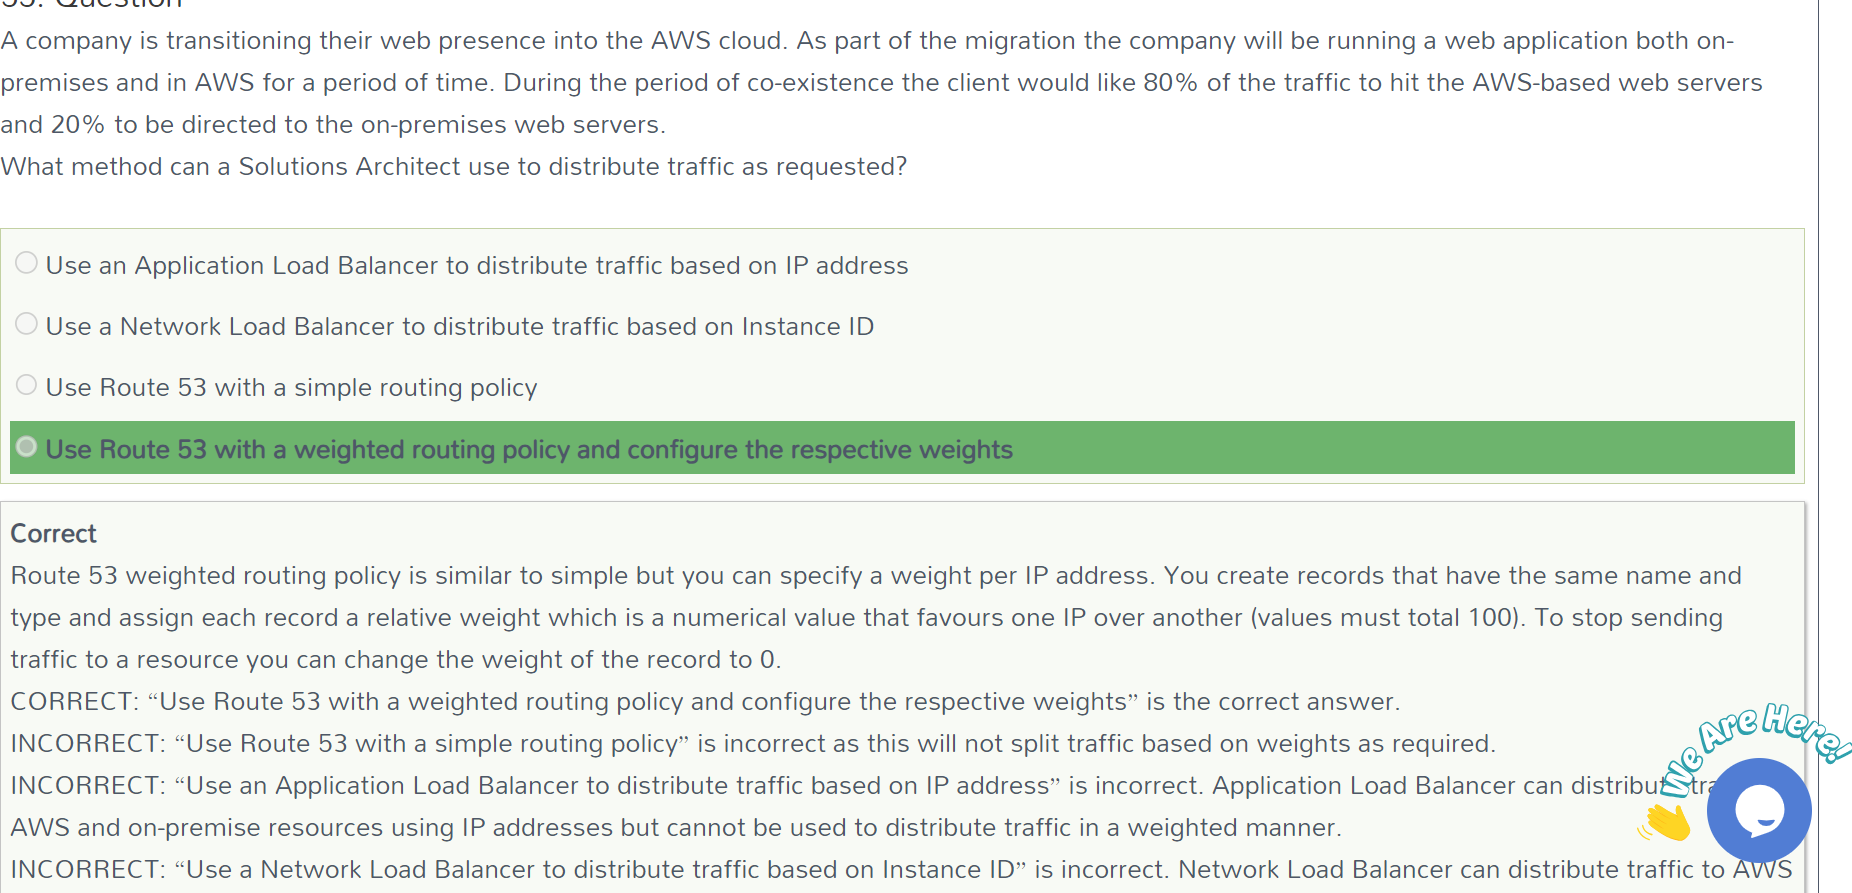 A company is transitioning their web presence into the AWS cloud. As part of the migration the company will be running a web application both on-
premises and in AWS for a period of time. During the period of co-existence the client would like 80% of the traffic to hit the AWS-based web servers
and 20% to be directed to the on-premises web servers.
What method can a Solutions Architect use to distribute traffic as requested?
Use an Application Load Balancer to distribute traffic based on IP address
Use a Network Load Balancer to distribute traffic based on Instance ID
Use Route 53 with a simple routing policy
Use Route 53 with a weighted routing policy and configure the respective weights
Correct
Route 53 weighted routing policy is similar to simple but you can specify a weight per IP address. You create records that have the same name and
type and assign each record a relative weight which is a numerical value that favours one IP over another (values must total 100). To stop sending
traffic to a resource you can change the weight of the record to 0.
CORRECT: “Use Route 53 with a weighted routing policy and configure the respective weights” is the correct answer.
INCORRECT: “Use Route 53 with a simple routing policy” is incorrect as this will not split traffic based on weights as required.
INCORRECT: “Use an Application Load Balancer to distribute traffic based on IP address” is incorrect. Application Load Balancer can
AWS and on-premise resources using IP addresses but cannot be used to distribute traffic in a weighted manner.
INCORRECT: “Use a Network Load Balancer to distribute traffic based on Instance ID” is incorrect. Network Load Balancer can distribute traffic to AWS
We Are Here!